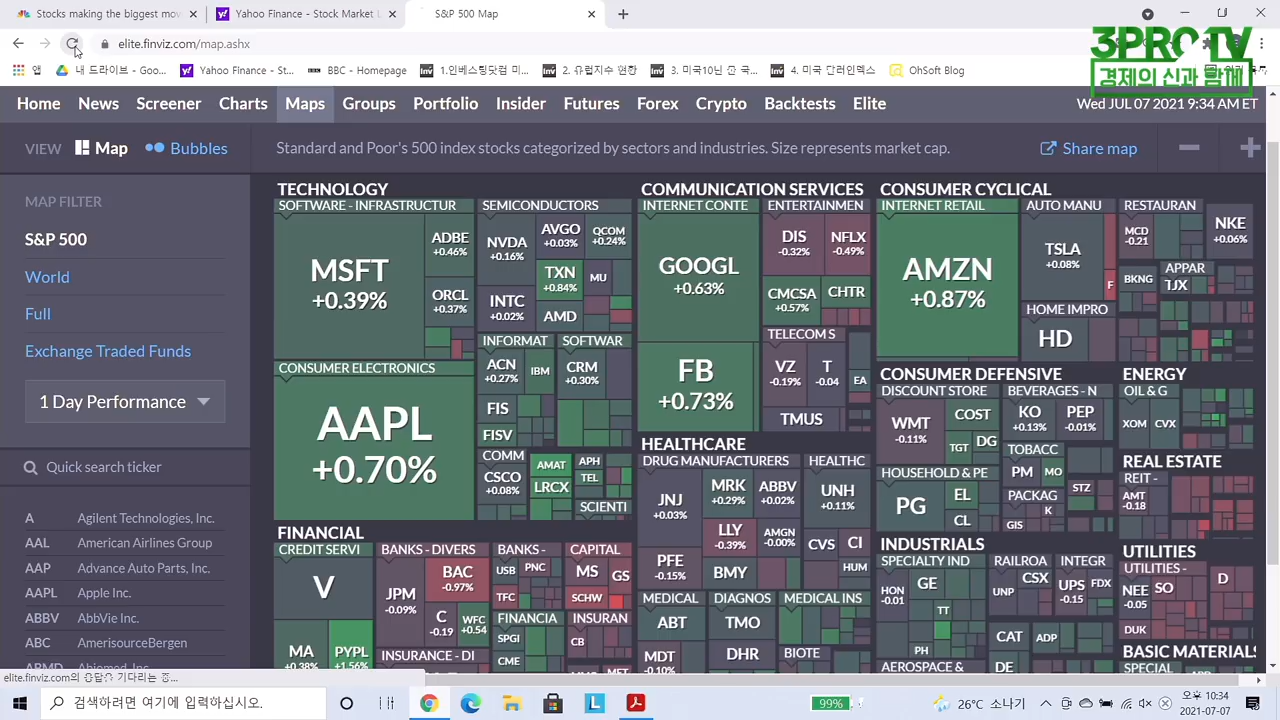 Stocks making the biggest mov
Yahoo Finance - Stock Market L
S&P 500 Map
elite.finviz.com/map.ashx
3PROTV
경제의 신과 함께
앱
내 드라이브 - Goo...
Yahoo Finance - St...
BBC - Homepage
1.인베스팅닷컴...
2. 유럽지수 현황
3. 미국10년 만 국...
4.미국 단러인덱스
OhSoft Blog
Home News Screener Charts Maps Groups Portfolio Insider Futures Forex Crypto Backtests Elite
Wed JUL 07 2021 9:34 AM ET
VIEW Map Bubbles
Standard and Poor's 500 index stocks categorized by sectors and industries. Size represents market cap.
Share map
MAP FILTER
S&P 500
World
Full
Exchange Traded Funds
1 Day Performance
Quick search ticker
A Agilent Technologies, Inc.
AAL American Airlines Group
AAP Advance Auto Parts, Inc.
AAPL Apple Inc.
ABBV AbbVie Inc.
ABC AmerisourceBergen
ABMD Abiomed, Inc.
TECHNOLOGY
SOFTWARE - INFRASTRUCTUR
MSFT
+0.39%
ADBE
+0.46%
ORCL
+0.37%
SEMICONDUCTORS
NVDA
+0.16%
AVGO
+0.03%
QCOM
+0.24%
TXN
+0.84%
MU
INTC
+0.02%
AMD
CONSUMER ELECTRONICS
AAPL
+0.70%
INFORMAT
ACN
+0.27%
IBM
FIS
FISV
SOFTWAR
CRM
+0.30%
COMM
CSCO
+0.08%
AMAT
LRCX
APH
TEL
SCIENTI
COMMUNICATION SERVICES
INTERNET CONTE
GOOGL
+0.63%
FB
+0.73%
ENTERTAINMEN
DIS
-0.32%
NFLX
-0.49%
CMCSA
+0.57%
CHTR
TELECOM S
VZ
-0.19%
T
-0.04
EA
TMUS
CONSUMER CYCLICAL
INTERNET RETAIL
AMZN
+0.87%
AUTO MANU
TSLA
+0.08%
F
HOME IMPRO
HD
RESTAURAN
MCD
-0.21
NKE
+0.06%
BKNG
APPAR
TJX
FINANCIAL
CREDIT SERVI
V
MA
+0.38%
PYPL
+1.56%
BANKS - DIVERS
JPM
-0.09%
BAC
-0.97%
C
-0.19
WFC
+0.54
INSURANCE - DI
BANKS -
USB
PNC
TFC
FINANCIA
SPGI
CME
CAPITAL
MS
GS
SCHW
INSURAN
CB
MET
HEALTHCARE
DRUG MANUFACTURERS
JNJ
+0.03%
MRK
+0.29%
ABBV
+0.02%
LLY
-0.39%
AMGN
-0.00%
PFE
-0.15%
BMY
HEALTHC
UNH
+0.11%
CVS
CI
HUM
MEDICAL
ABT
MDT
-0.10%
DIAGNOS
TMO
DHR
MEDICAL INS
BIOTE
CONSUMER DEFENSIVE
DISCOUNT STORE
WMT
-0.11%
COST
TGT
DG
BEVERAGES - N
KO
+0.13%
PEP
-0.01%
HOUSEHOLD & PE
PG
EL
CL
TOBACC
PM
MO
PACKAG
K
GIS
STZ
ENERGY
OIL & G
XOM
CVX
REAL ESTATE
REIT -
AMT
-0.18
INDUSTRIALS
SPECIALTY IND
HON
-0.01
GE
TT
PH
RAILROA
UNP
CSX
INTEGR
UPS
-0.15
FDX
CAT
ADP
AEROSPACE &
DE
UTILITIES
UTILITIES -
NEE
-0.05
SO
D
DUK
BASIC MATERIALS
SPECIAL
elite.finviz.com의 응답을 기다리는 중...
검색하려면 여기에 입력하십시오.
99%
26°C 소나기
오후 10:34
2021-07-07